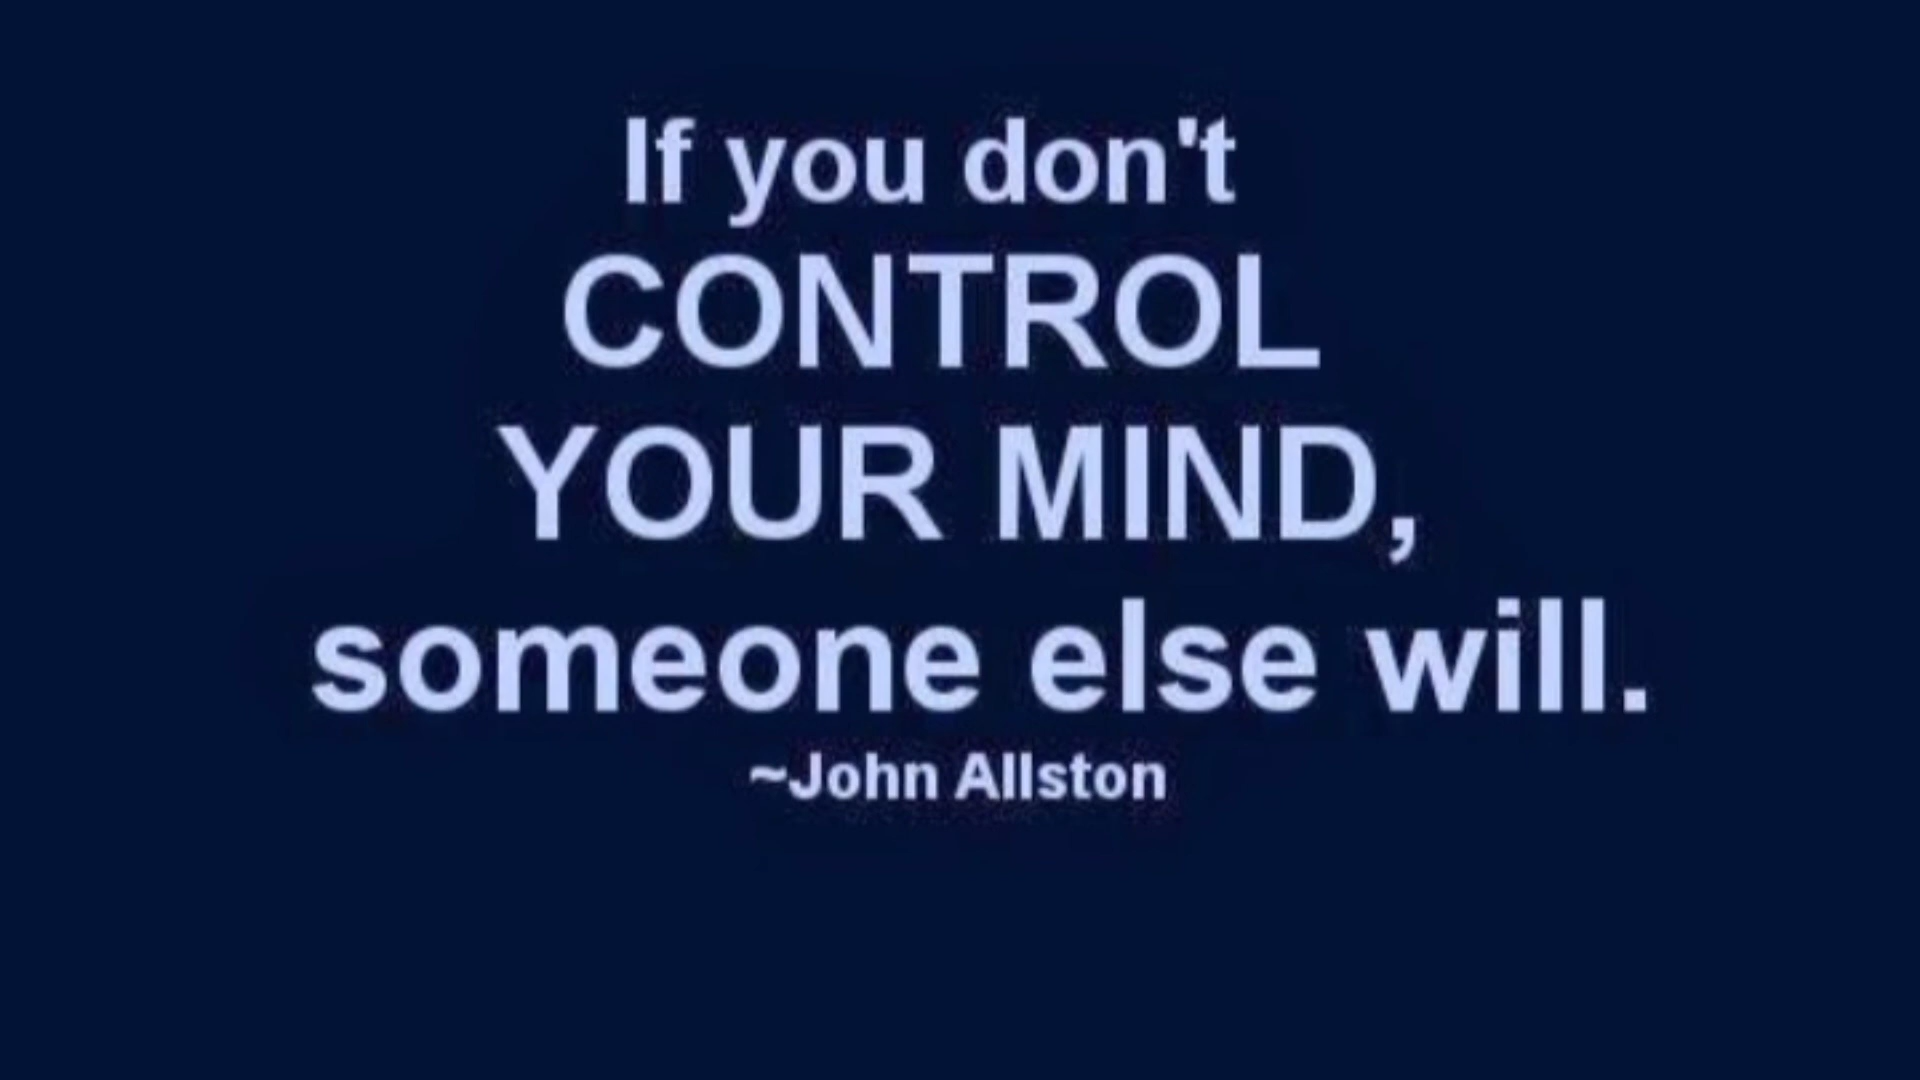 If you don't
CONTROL
YOUR MIND,
someone else will.
~John Allston